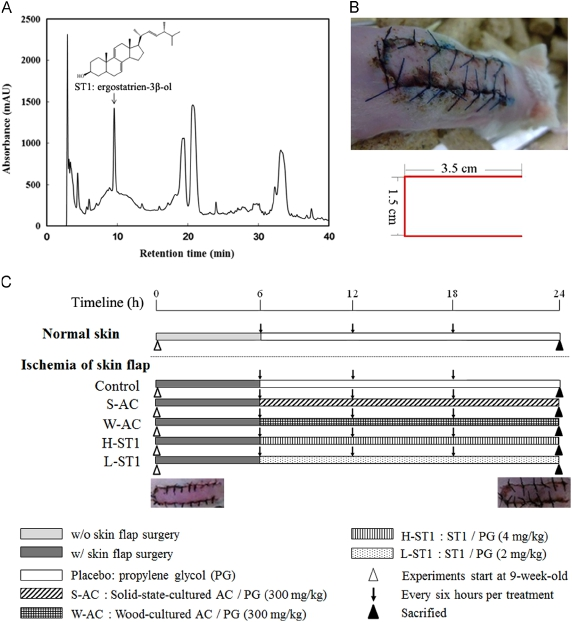 A
2500
2000
1500
1000
500
0
Absorbance (mAU)
HO
ST1: ergostatrien-3β-ol
0 10 20 30 40
Retention time (min)
B
3.5 cm
1.5 cm
C
Timeline (h) 0 6 12 18 24
Normal skin
Ischemia of skin flap
Control
S-AC
W-AC
H-ST1
L-ST1
w/o skin flap surgery
w/ skin flap surgery
Placebo: propylene glycol (PG)
S-AC : Solid-state-cultured AC / PG (300 mg/kg)
W-AC : Wood-cultured AC / PG (300 mg/kg)
H-ST1 : ST1 / PG (4 mg/kg)
L-ST1 : ST1 / PG (2 mg/kg)
Experiments start at 9-week-old
Every six hours per treatment
Sacrified